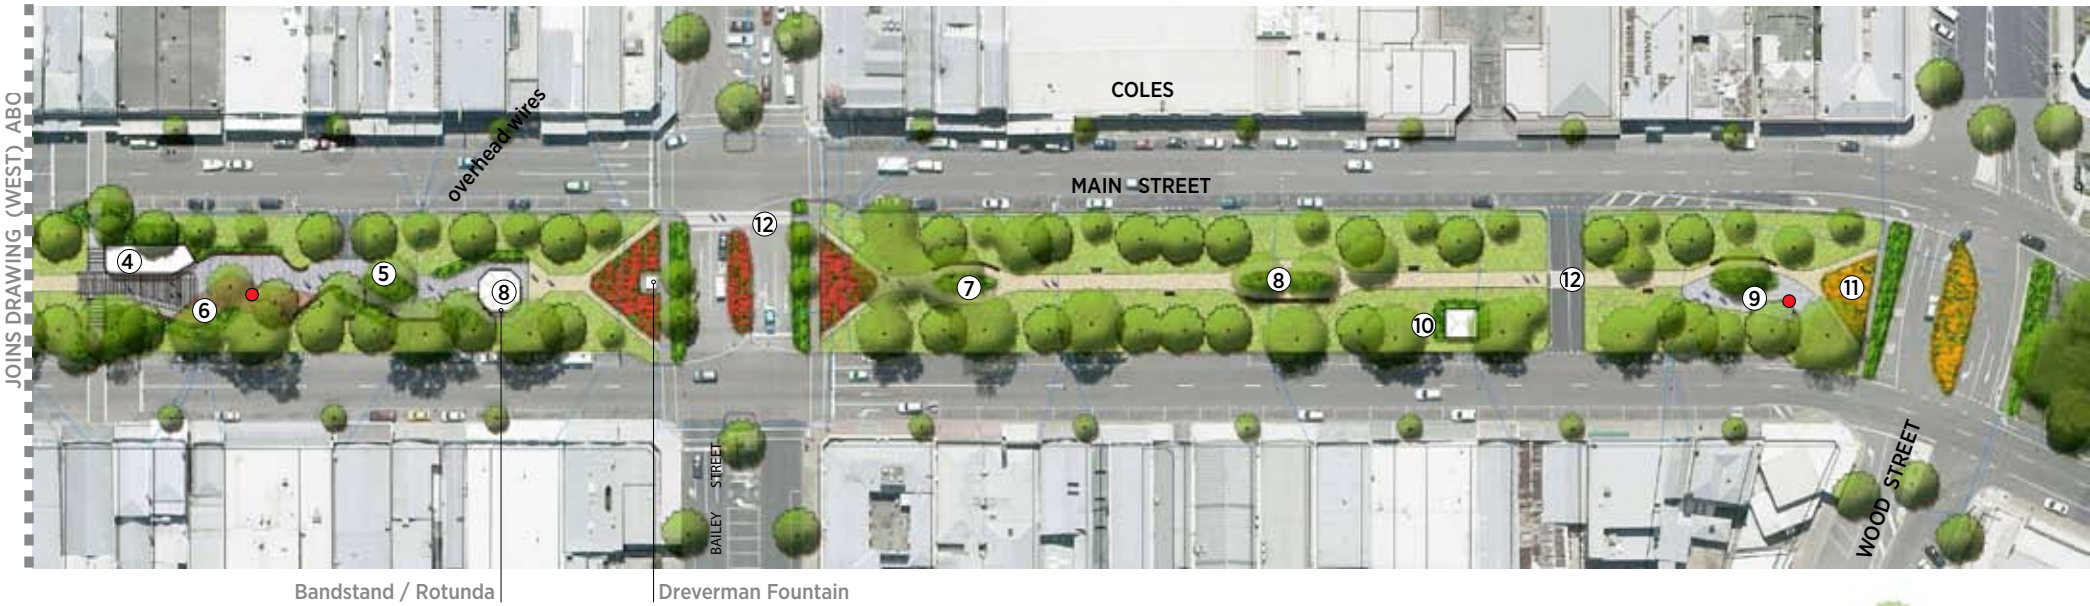 JOINS DRAWING (WEST) ABO
overhead wires
COLES
MAIN STREET
4
5
6
8
12
7
8
12
9
11
10
BAILEY STREET
WOOD STREET
Bandstand / Rotunda
Dreverman Fountain